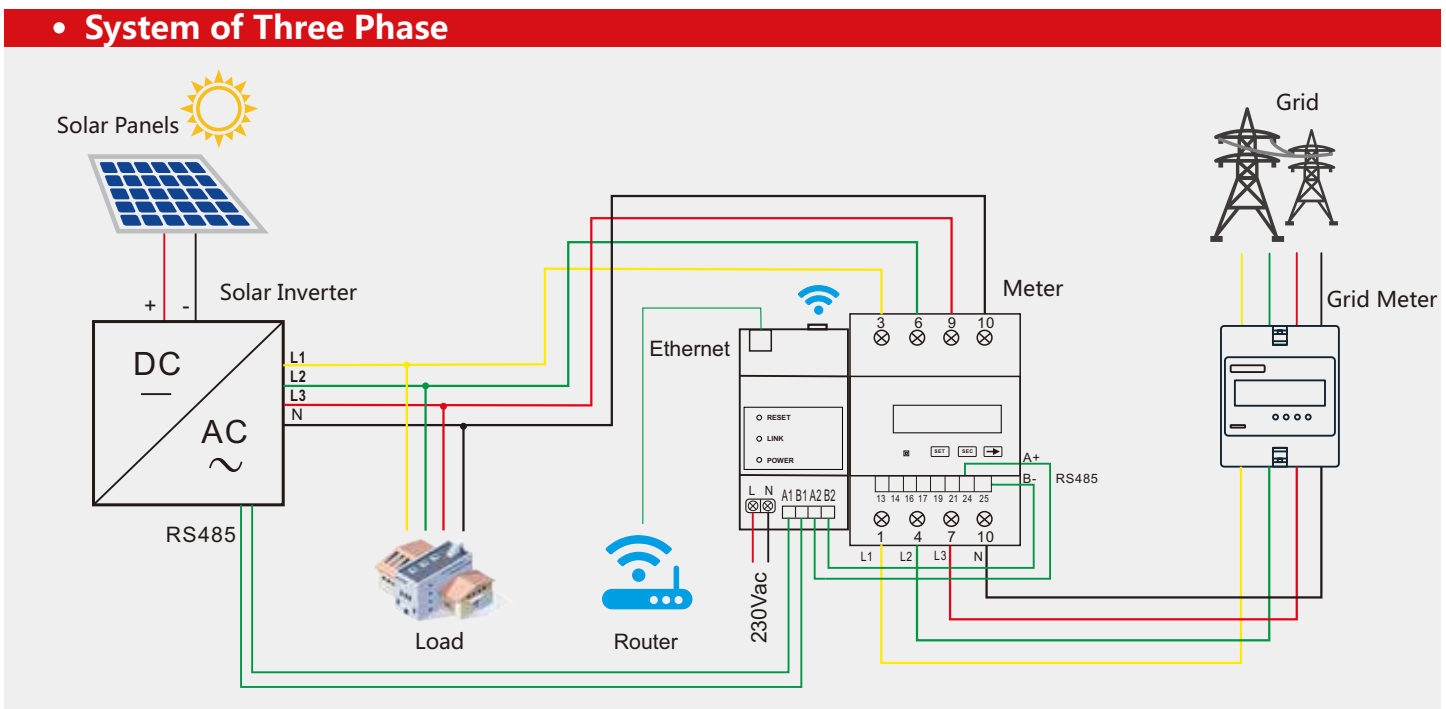 • System of Three Phase
Grid
Solar Panels
Solar Inverter
Meter
Grid Meter
+ -
3 6 9 10
Ethernet
DC
L1
L2
L3
N
AC
RESET
LINK
POWER
SET SEC
A+
B-
RS485
L N A1 B1 A2 B2
13 14 16 17 19 21 24 25
1 4 7 10
L1 L2 L3 N
RS485
230Vac
Load
Router